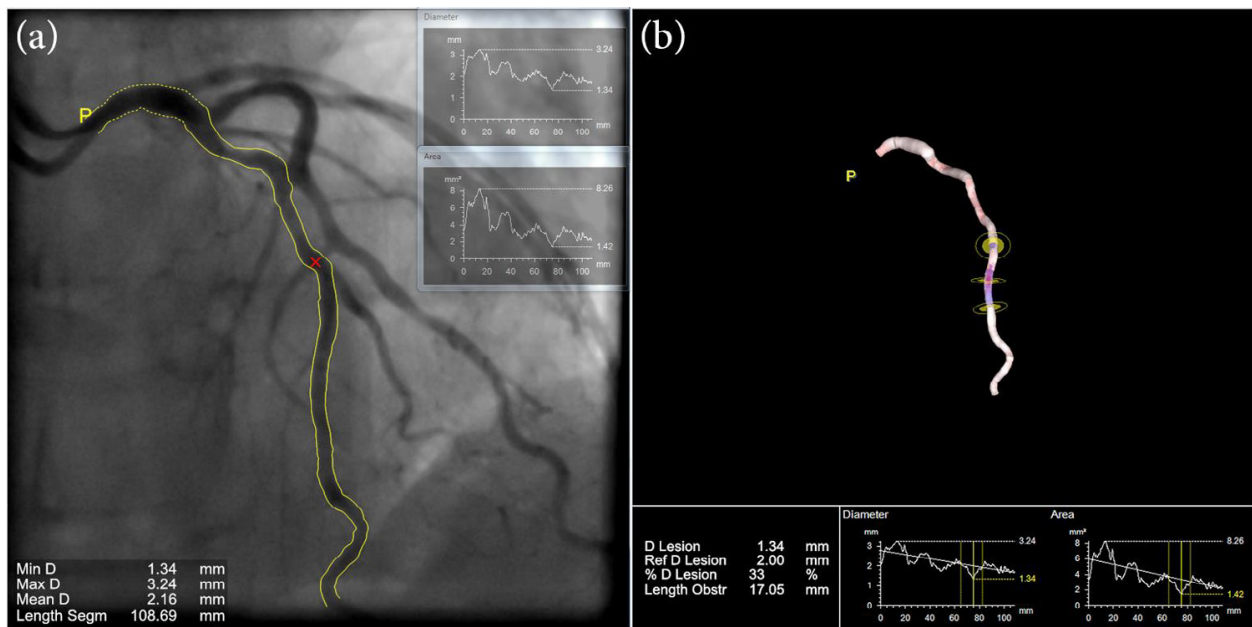 (a)
P
Diameter
mm
3
2
1
0
3.24
1.34
0 20 40 60 80 100
mm
Area
mm²
8
6
4
2
0
8.26
1.42
0 20 40 60 80 100
mm
Min D 1.34 mm
Max D 3.24 mm
Mean D 2.16 mm
Length Segm 108.69 mm
(b)
P
D Lesion 1.34 mm
Ref D Lesion 2.00 mm
% D Lesion 33 %
Length Obstr 17.05 mm
Diameter
mm
3
2
1
0
3.24
1.34
0 20 40 60 80 100
mm
Area
mm²
8
6
4
2
0
8.26
1.42
0 20 40 60 80 100
mm